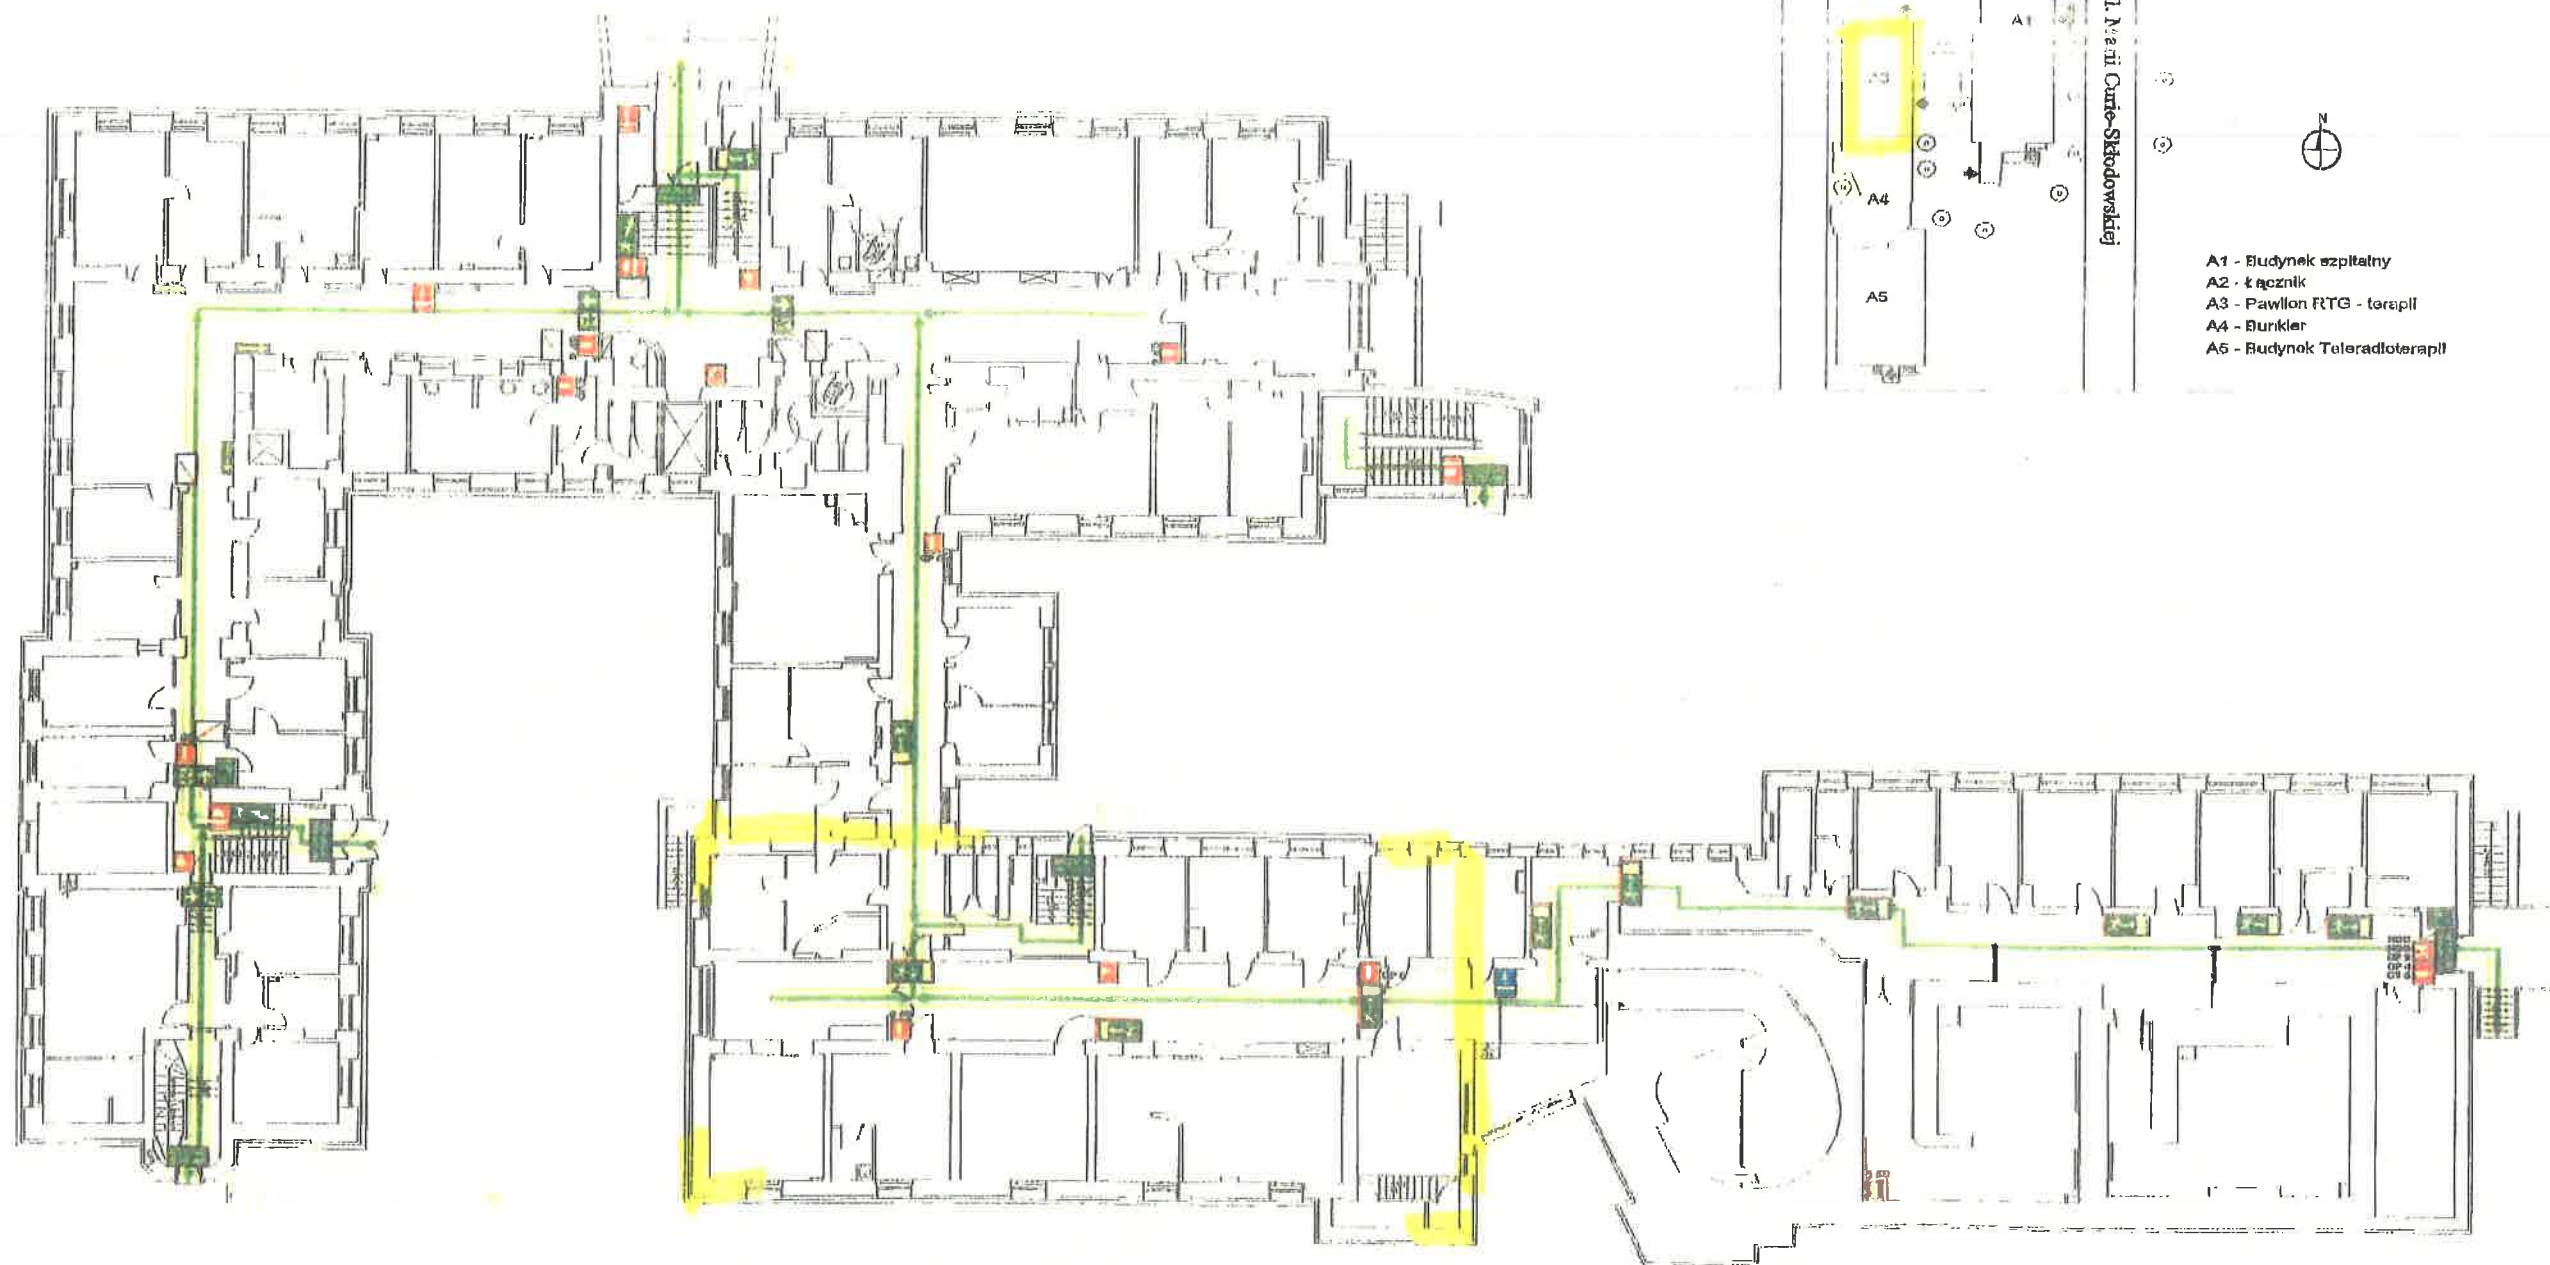 A1
A3
l. Marii Curie-Skłodowskiej
N
A4
A5
A1 - Budynek szpitalny
A2 - Łącznik
A3 - Pawilon RTG - terapii
A4 - Bunkier
A5 - Budynek Teleradioterapii